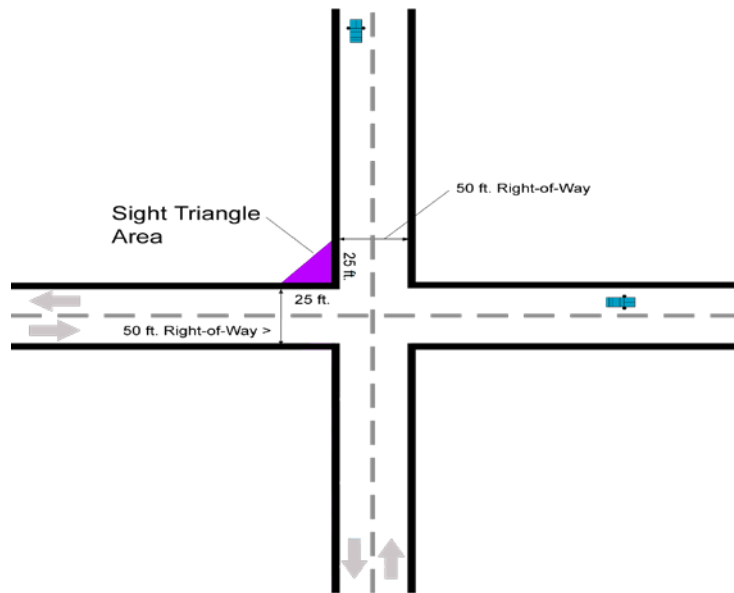 50 ft. Right-of-Way
Sight Triangle
Area
25 ft.
25 ft.
50 ft. Right-of-Way >